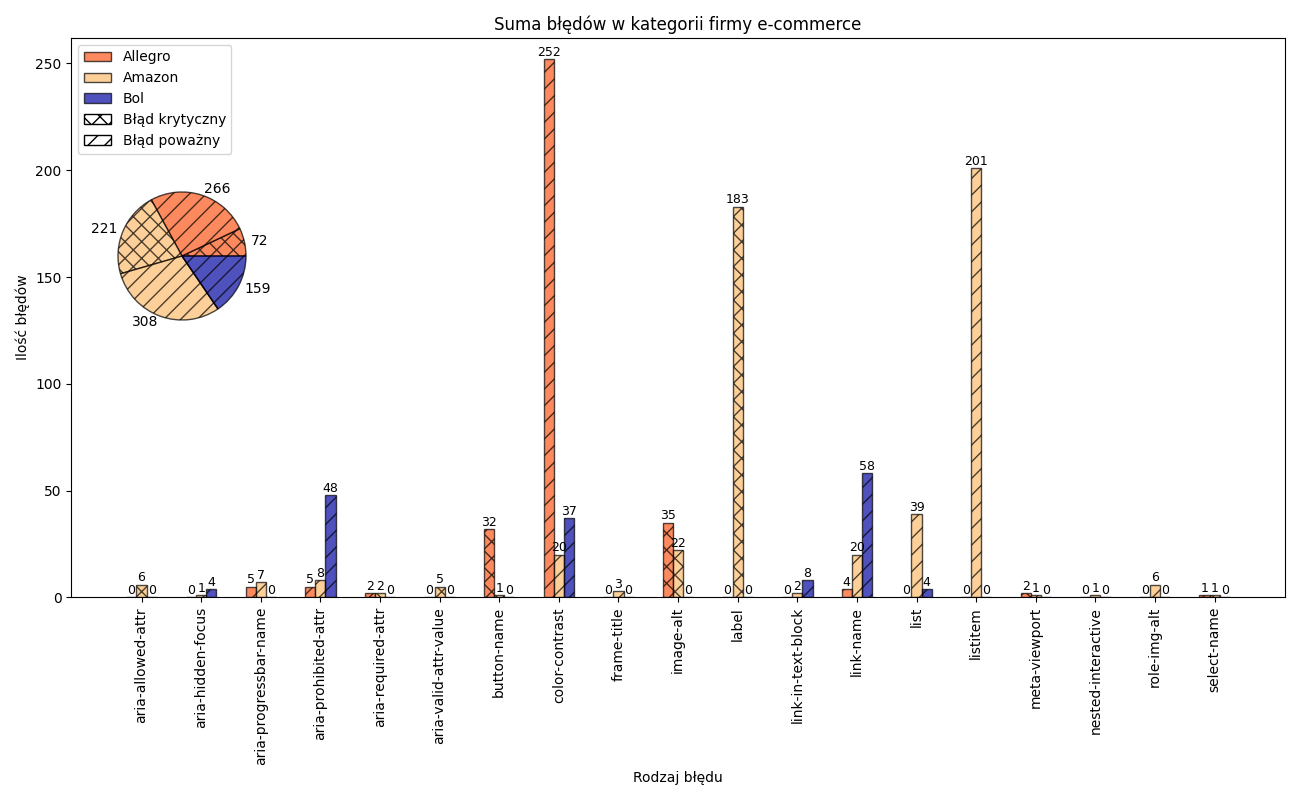 Suma błędów w kategorii firmy e-commerce
Allegro
Amazon
Bol
Błąd krytyczny
Błąd poważny
266
72
221
159
308
Ilość błędów
250
200
150
100
50
0
0 6 0
0 1 4
5 7 0
5 8 48
2 2 0
0 5 0
32 1 0
252 20 37
0 3 0
35 22 0
0 183 0
0 2 8
4 20 58
0 39 4
0 201 0
2 1 0
0 1 0
0 6 0
1 1 0
aria-allowed-attr
aria-hidden-focus
aria-progressbar-name
aria-prohibited-attr
aria-required-attr
aria-valid-attr-value
button-name
color-contrast
frame-title
image-alt
label
link-in-text-block
link-name
list
listitem
meta-viewport
nested-interactive
role-img-alt
select-name
Rodzaj błędu